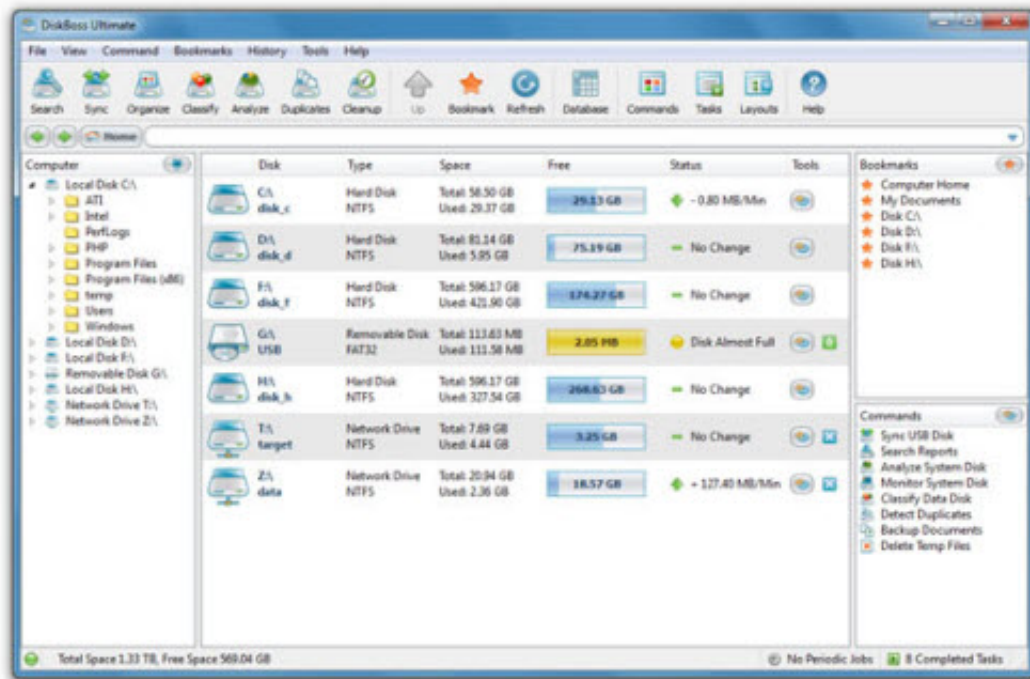 DiskBoss Ultimate
File View Command Bookmarks History Tools Help
Search Sync Organize Classify Analyze Duplicates Cleanup Up Bookmark Refresh Database Commands Tasks Layouts Help
Home
Computer
Local Disk C:\
ATI
Intel
PerfLogs
PHP
Program Files
Program Files (x86)
temp
Users
Windows
Local Disk D:\
Local Disk F:\
Removable Disk G:\
Local Disk H:\
Network Drive T:\
Network Drive Z:\
Disk Type Space Free Status Tools
C:\ Hard Disk Total: 58.50 GB
disk_c NTFS Used: 29.37 GB 29.13 GB - 0.80 MB/Min
D:\ Hard Disk Total: 81.14 GB
disk_d NTFS Used: 5.95 GB 75.19 GB No Change
F:\ Hard Disk Total: 596.17 GB
disk_f NTFS Used: 421.90 GB 174.27 GB No Change
G:\ Removable Disk Total: 113.63 MB
USB FAT32 Used: 111.58 MB 2.05 MB Disk Almost Full
H:\ Hard Disk Total: 596.17 GB
disk_h NTFS Used: 327.54 GB 268.63 GB No Change
T:\ Network Drive Total: 7.69 GB
target NTFS Used: 4.44 GB 3.25 GB No Change
Z:\ Network Drive Total: 20.94 GB
data NTFS Used: 2.36 GB 18.57 GB + 127.40 MB/Min
Bookmarks
Computer Home
My Documents
Disk C:\
Disk D:\
Disk F:\
Disk H:\
Commands
Sync USB Disk
Search Reports
Analyze System Disk
Monitor System Disk
Classify Data Disk
Detect Duplicates
Backup Documents
Delete Temp Files
Total Space 1.33 TB, Free Space 569.04 GB No Periodic Jobs 8 Completed Tasks